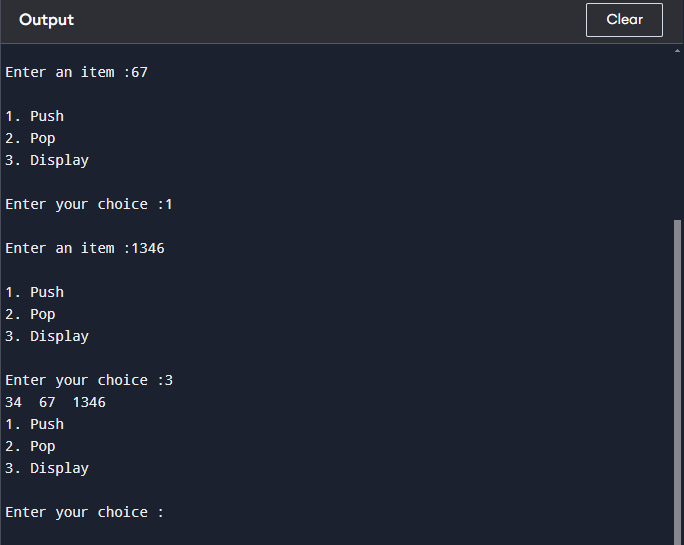 Output
Clear
Enter an item :67
1. Push
2. Pop
3. Display
Enter your choice :1
Enter an item :1346
1. Push
2. Pop
3. Display
Enter your choice :3
34  67  1346
1. Push
2. Pop
3. Display
Enter your choice :